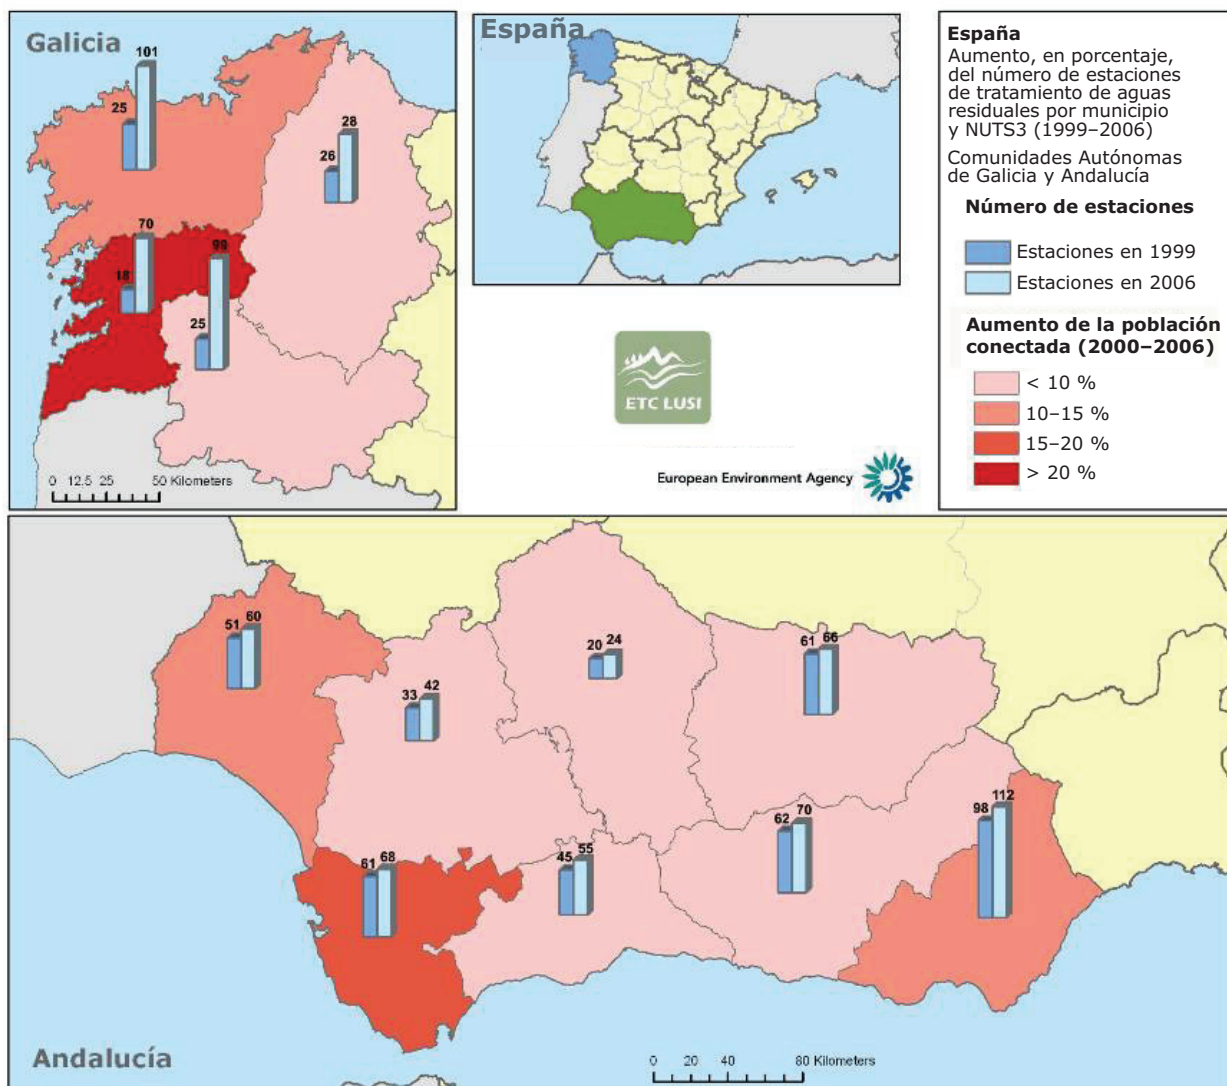 Galicia
101
25
28
26
70
18
99
25
0 12.5 25 50 Kilometers
España
ETC LUSI
European Environment Agency
España
Aumento, en porcentaje,
del número de estaciones
de tratamiento de aguas
residuales por municipio
y NUTS3 (1999–2006)
Comunidades Autónomas
de Galicia y Andalucía
Número de estaciones
Estaciones en 1999
Estaciones en 2006
Aumento de la población
conectada (2000–2006)
< 10 %
10–15 %
15–20 %
> 20 %
51 60
33 42
20 24
61 66
61 68
45 55
62 70
98 112
Andalucía
0 20 40 80 Kilometers